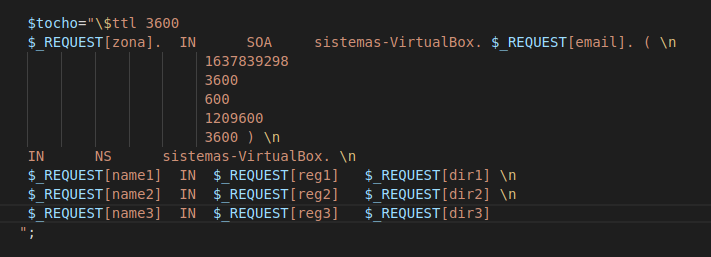 $tocho="\$ttl 3600
$_REQUEST[zona].  IN      SOA     sistemas-VirtualBox. $_REQUEST[email]. ( \n
1637839298
3600
600
1209600
3600 ) \n
IN      NS      sistemas-VirtualBox. \n
$_REQUEST[name1]  IN  $_REQUEST[reg1]   $_REQUEST[dir1] \n
$_REQUEST[name2]  IN  $_REQUEST[reg2]   $_REQUEST[dir2] \n
$_REQUEST[name3]  IN  $_REQUEST[reg3]   $_REQUEST[dir3]
";